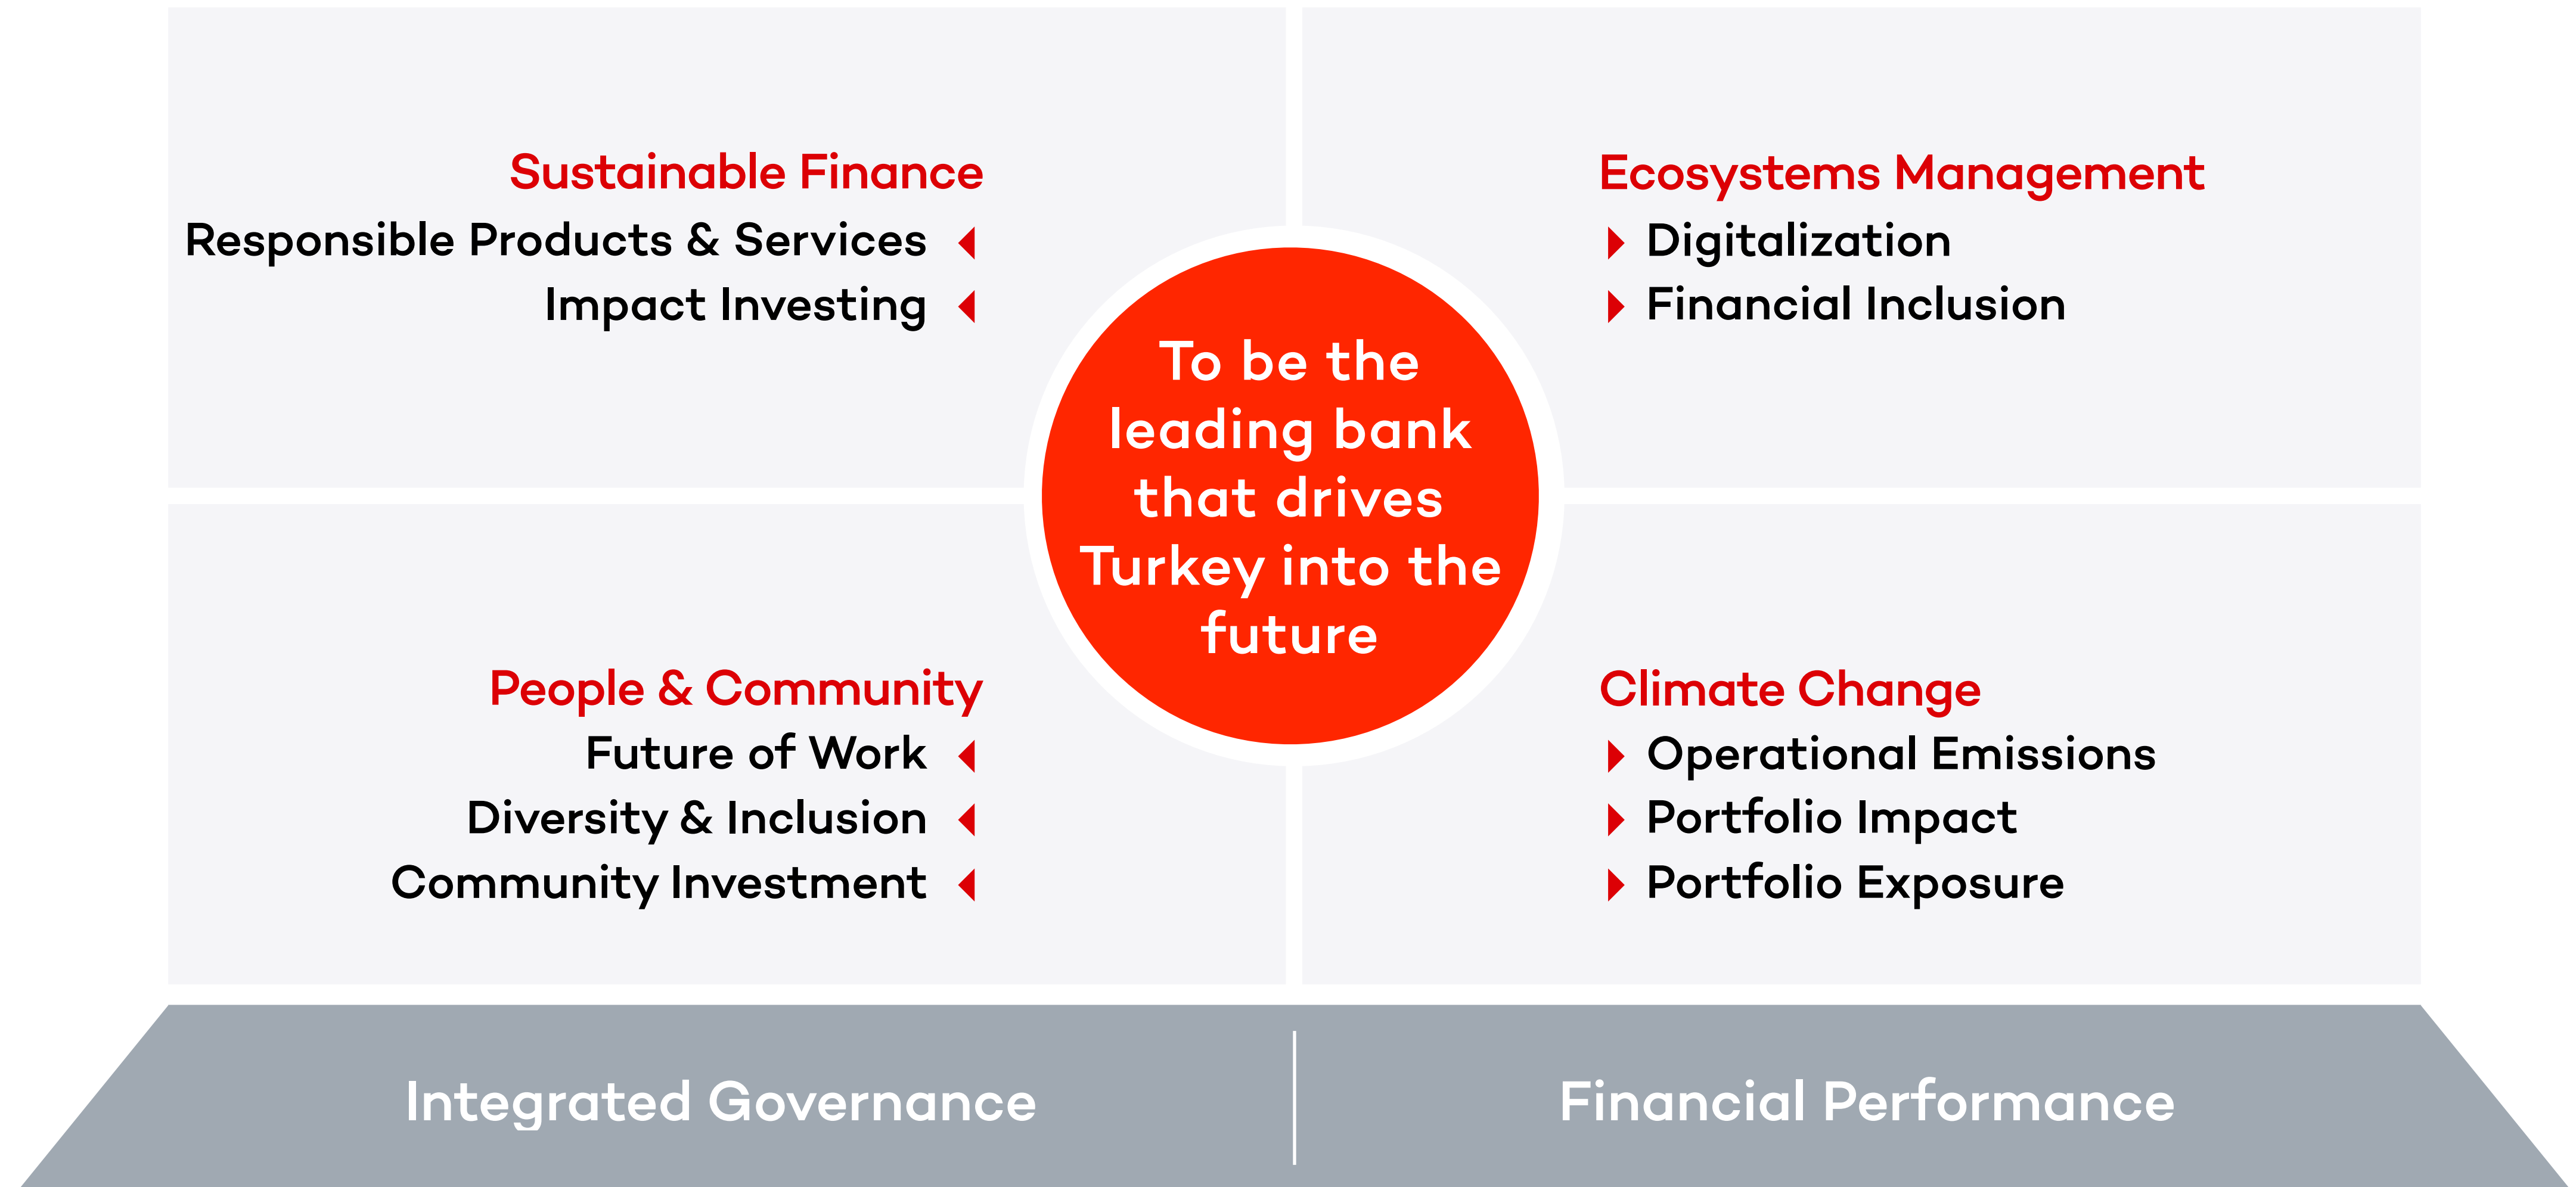 Sustainable Finance
Responsible Products & Services
Impact Investing
Ecosystems Management
Digitalization
Financial Inclusion
To be the
leading bank
that drives
Turkey into the
future
People & Community
Future of Work
Diversity & Inclusion
Community Investment
Climate Change
Operational Emissions
Portfolio Impact
Portfolio Exposure
Integrated Governance
Financial Performance